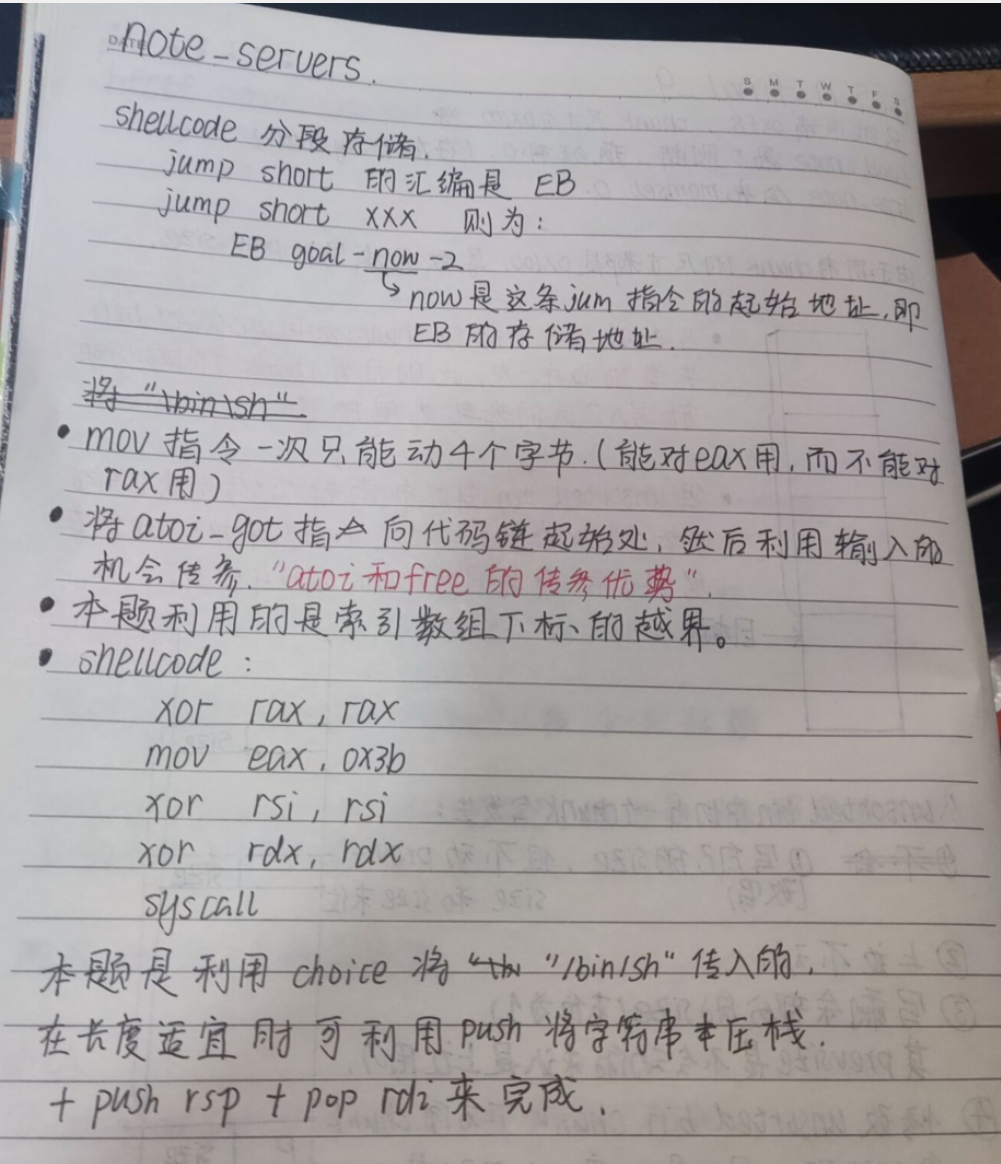 DATE
note_servers.
S M T W T F S
shellcode 分段存储.
jump short 的汇编是 EB
jump short xxx 则为:
EB goal-now-2
now是这条jum 指令的起始地址,即
EB 的存储地址.
将 "\bin\sh"
• mov 指令一次只能动4个字节.(能对eax用,而不能对
rax用)
• 将atoi_got指向代码链起始处,然后利用输入的
机会传参."atoi和free的传参优势".
• 本题利用的是索引数组下标的越界。
• shellcode:
xor rax, rax
mov eax, 0x3b
xor rsi, rsi
xor rdx, rdx
syscall
本题是利用 choice 将 "/bin/sh" 传入的,
在长度适宜时可利用push 将字符串压栈.
+ push rsp + pop rdi来完成.